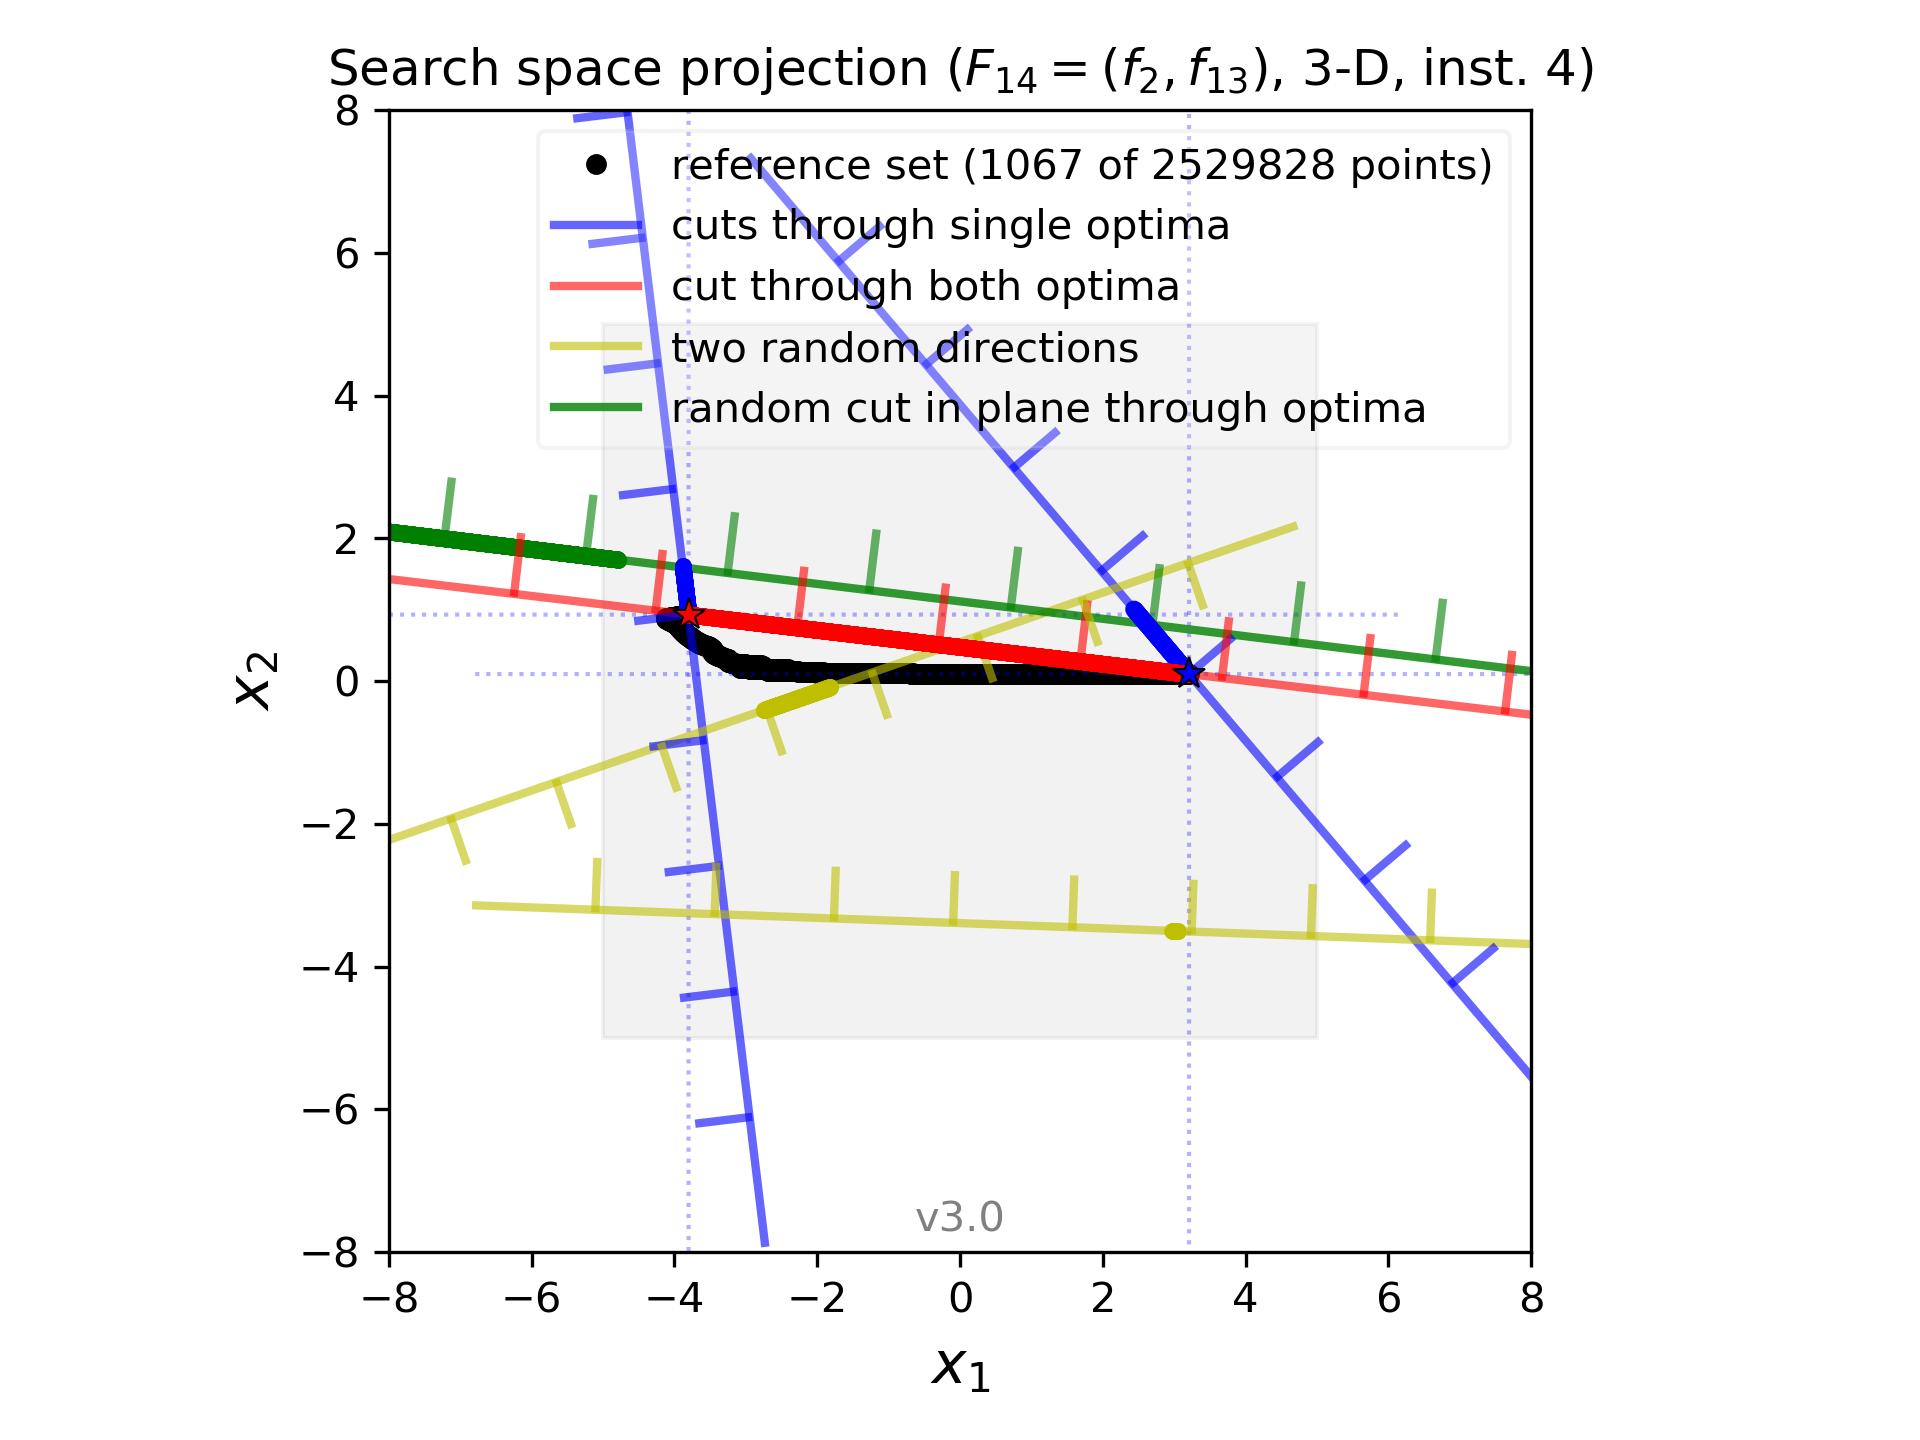 Search space projection (F₁₄ = (f₂, f₁₃), 3-D, inst. 4)
reference set (1067 of 2529828 points)
cuts through single optima
cut through both optima
two random directions
random cut in plane through optima
8
6
4
2
0
−2
−4
−6
−8
x₂
v3.0
−8 −6 −4 −2 0 2 4 6 8
x₁